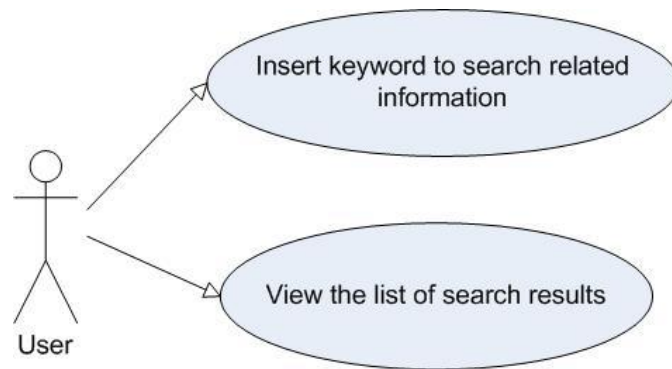 Insert keyword to search related
information
View the list of search results
User